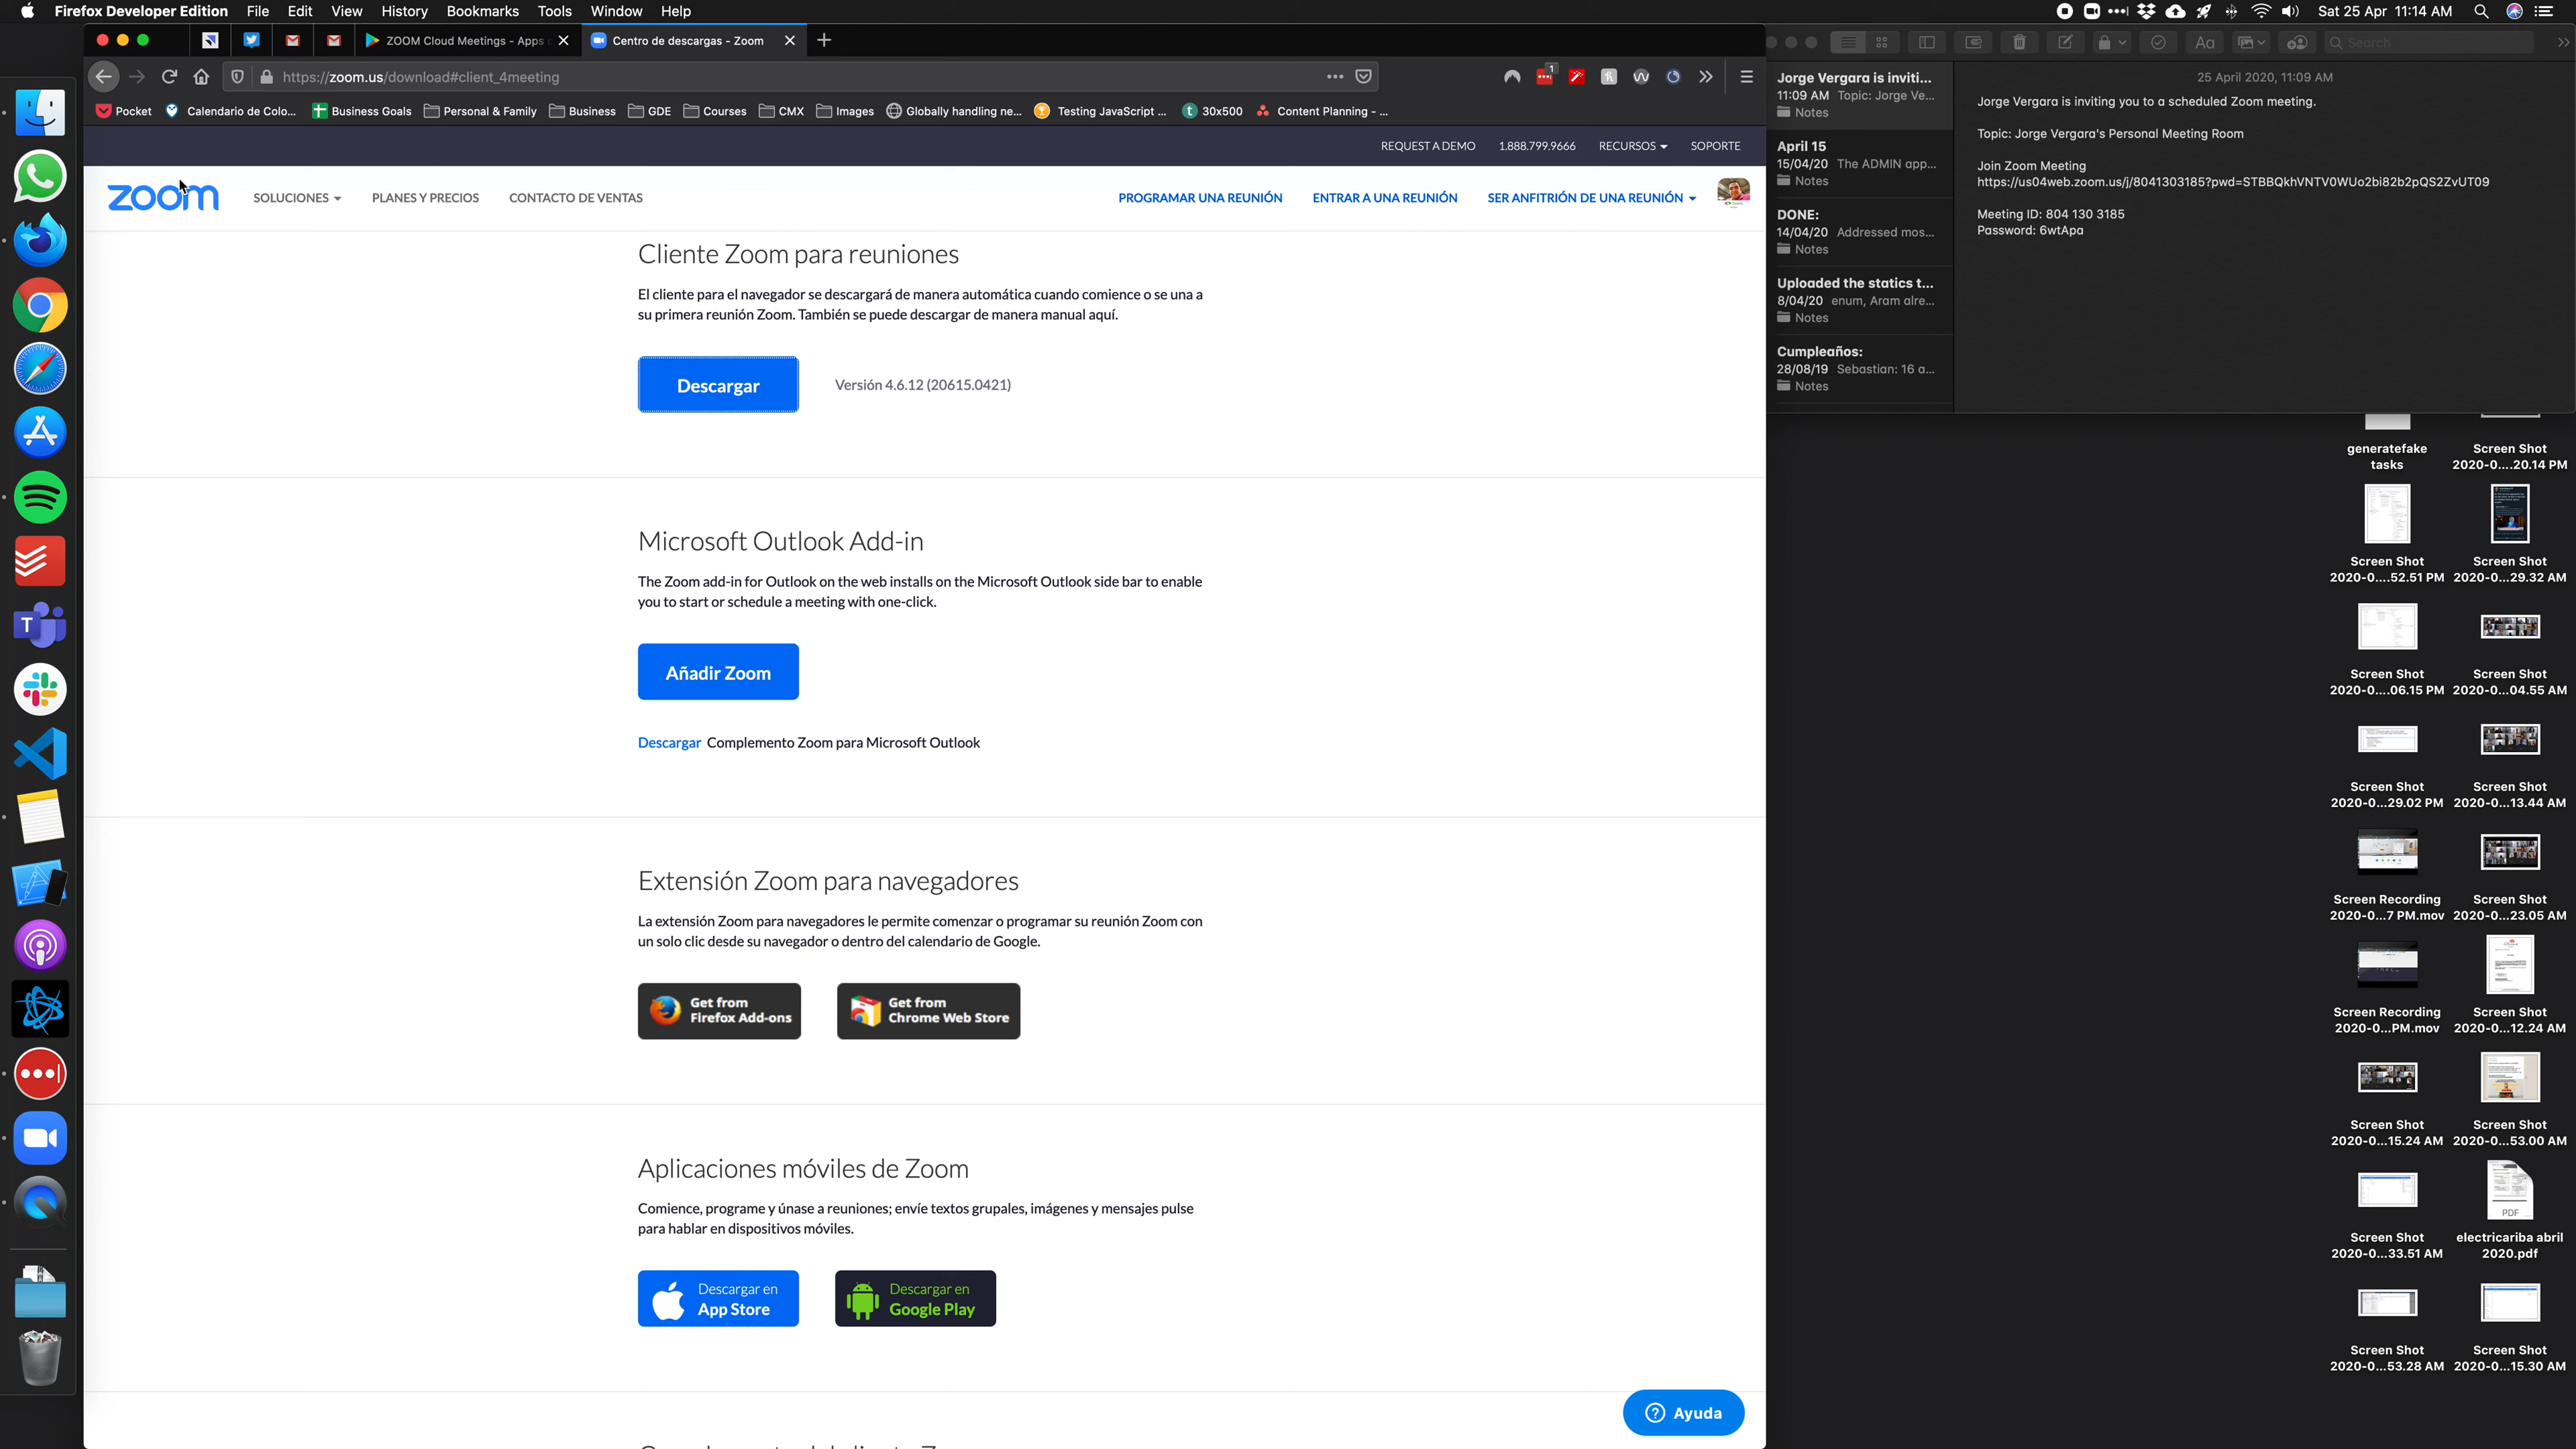 Firefox Developer Edition File Edit View History Bookmarks Tools Window Help
Sat 25 Apr 11:14 AM
ZOOM Cloud Meetings - Apps
Centro de descargas - Zoom
https://zoom.us/download#client_4meeting
1
Pocket
Calendario de Colo...
Business Goals
Personal & Family
Business
GDE
Courses
CMX
Images
Globally handling ne...
Testing JavaScript ...
30x500
Content Planning - ...
REQUEST A DEMO 1.888.799.9666 RECURSOS SOPORTE
zoom SOLUCIONES PLANES Y PRECIOS CONTACTO DE VENTAS
PROGRAMAR UNA REUNIÓN ENTRAR A UNA REUNIÓN SER ANFITRIÓN DE UNA REUNIÓN
Cliente Zoom para reuniones
El cliente para el navegador se descargará de manera automática cuando comience o se una a
su primera reunión Zoom. También se puede descargar de manera manual aquí.
Descargar
Versión 4.6.12 (20615.0421)
Microsoft Outlook Add-in
The Zoom add-in for Outlook on the web installs on the Microsoft Outlook side bar to enable
you to start or schedule a meeting with one-click.
Añadir Zoom
Descargar Complemento Zoom para Microsoft Outlook
Extensión Zoom para navegadores
La extensión Zoom para navegadores le permite comenzar o programar su reunión Zoom con
un solo clic desde su navegador o dentro del calendario de Google.
Get from
Firefox Add-ons
Get from
Chrome Web Store
Aplicaciones móviles de Zoom
Comience, programe y únase a reuniones; envíe textos grupales, imágenes y mensajes pulse
para hablar en dispositivos móviles.
Descargar en
App Store
Descargar en
Google Play
Ayuda
Search
Jorge Vergara is inviti...
11:09 AM Topic: Jorge Ve...
Notes
April 15
15/04/20 The ADMIN app...
Notes
DONE:
14/04/20 Addressed mos...
Notes
Uploaded the statics t...
8/04/20 enum, Aram alre...
Notes
Cumpleaños:
28/08/19 Sebastian: 16 a...
Notes
25 April 2020, 11:09 AM
Jorge Vergara is inviting you to a scheduled Zoom meeting.
Topic: Jorge Vergara's Personal Meeting Room
Join Zoom Meeting
https://us04web.zoom.us/j/8041303185?pwd=STBBQkhVNTV0WUo2bi82b2pQS2ZvUT09
Meeting ID: 804 130 3185
Password: 6wtApa
generatefake
tasks
Screen Shot
2020-0....20.14 PM
Screen Shot
2020-0....52.51 PM
Screen Shot
2020-0...29.32 AM
Screen Shot
2020-0....06.15 PM
Screen Shot
2020-0...04.55 AM
Screen Shot
2020-0...29.02 PM
Screen Shot
2020-0...13.44 AM
Screen Recording
2020-0...7 PM.mov
Screen Shot
2020-0...23.05 AM
Screen Recording
2020-0...PM.mov
Screen Shot
2020-0...12.24 AM
Screen Shot
2020-0...15.24 AM
Screen Shot
2020-0...53.00 AM
PDF
Screen Shot
2020-0...33.51 AM
electricariba abril
2020.pdf
Screen Shot
2020-0...53.28 AM
Screen Shot
2020-0...15.30 AM